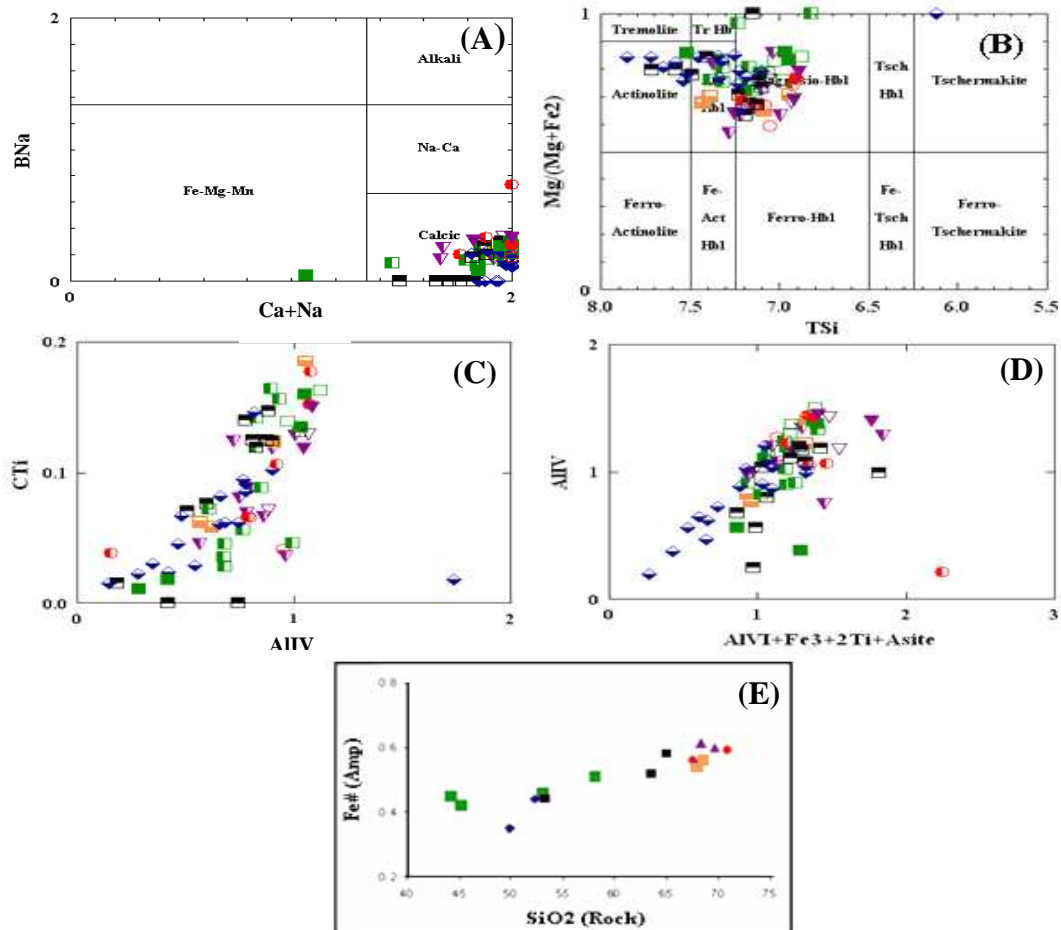 2
(A)
Alkali
BNa
Na-Ca
Fe-Mg-Mn
Calcic
0
0
2
Ca+Na
1
Tremolite
Tr Hb
(B)
Actinolite
Hbl
Tsch
Hbl
Tschermakite
Mg/(Mg+Fe2)
Ferro-
Actinolite
Fe-
Act
Hbl
Ferro-Hbl
Fe-
Tsch
Hbl
Ferro-
Tschermakite
0
8.0
7.5
7.0
6.5
6.0
5.5
TSi
0.2
(C)
CTi
0.1
0.0
1
2
AlIV
2
(D)
AlIV
1
0
0
1
2
3
AlVI+Fe3+2Ti+Asite
0.8
(E)
Fe# (Amp)
0.6
0.4
0.2
40
45
50
55
60
65
70
75
SiO2 (Rock)